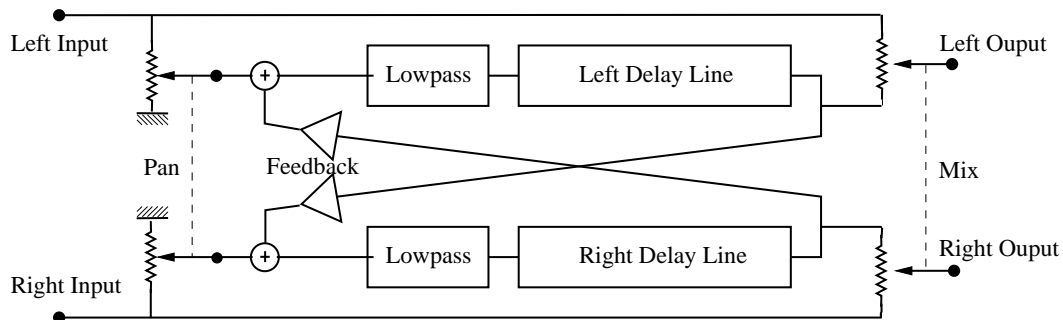 Left Input
Lowpass
Left Delay Line
Left Ouput
+
Pan
Feedback
Mix
+
Lowpass
Right Delay Line
Right Ouput
Right Input